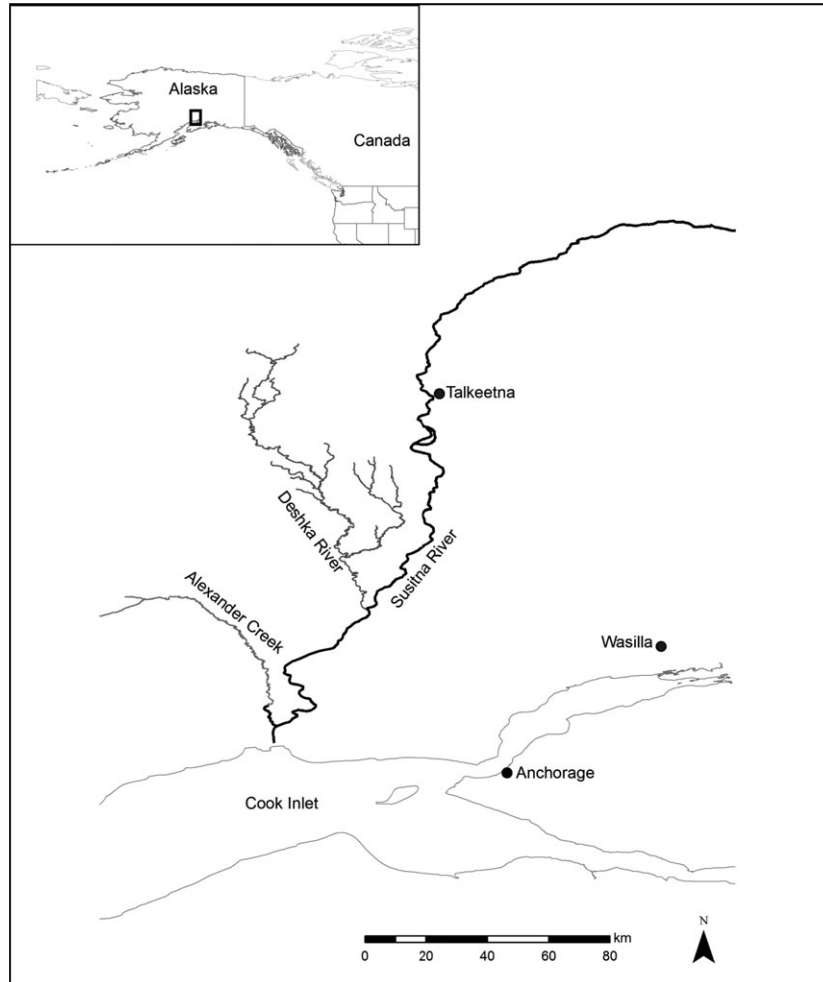 Alaska
Canada
Talkeetna
Deshka River
Susitna River
Alexander Creek
Wasilla
Anchorage
Cook Inlet
N
km
0 20 40 60 80